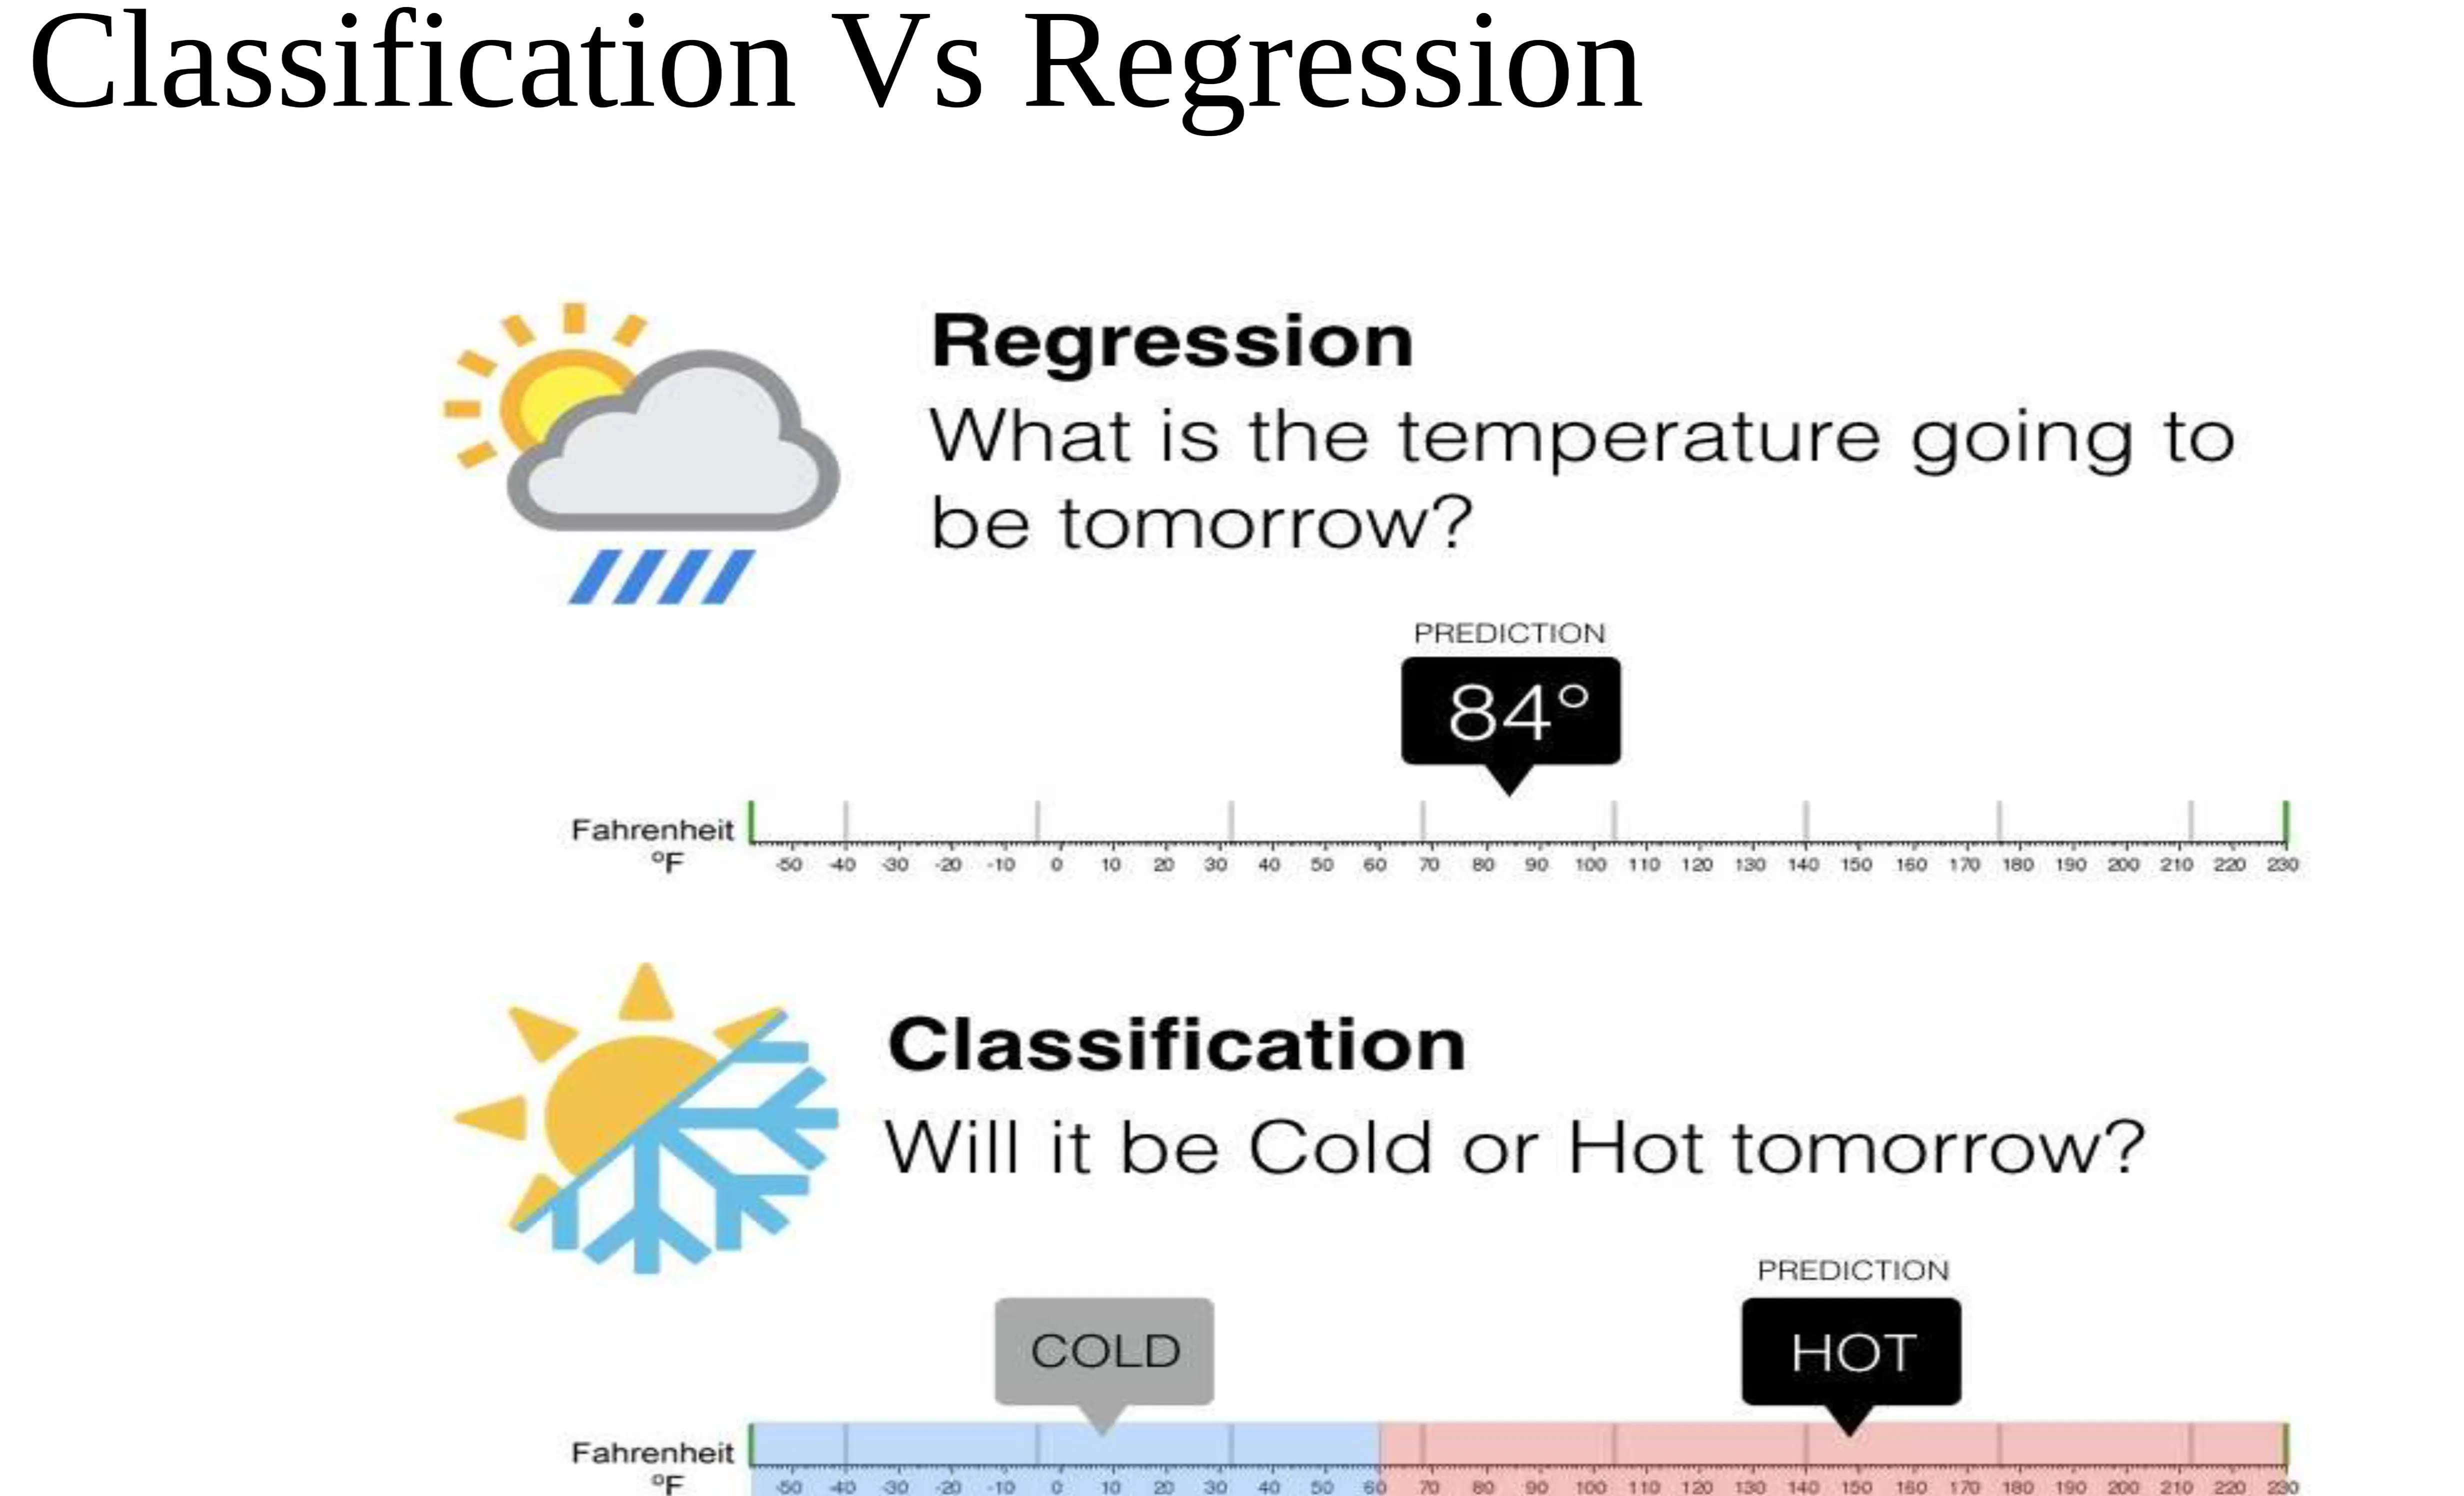 Classification Vs Regression
Regression
What is the temperature going to
be tomorrow?
PREDICTION
84°
Fahrenheit
°F
-50 -40 -30 -20 -10 0 10 20 30 40 50 60 70 80 90 100 110 120 130 140 150 160 170 180 190 200 210 220 230
Classification
Will it be Cold or Hot tomorrow?
PREDICTION
COLD HOT
Fahrenheit
°F
-50 -40 -30 -20 -10 0 10 20 30 40 50 60 70 80 90 100 110 120 130 140 150 160 170 180 190 200 210 220 230